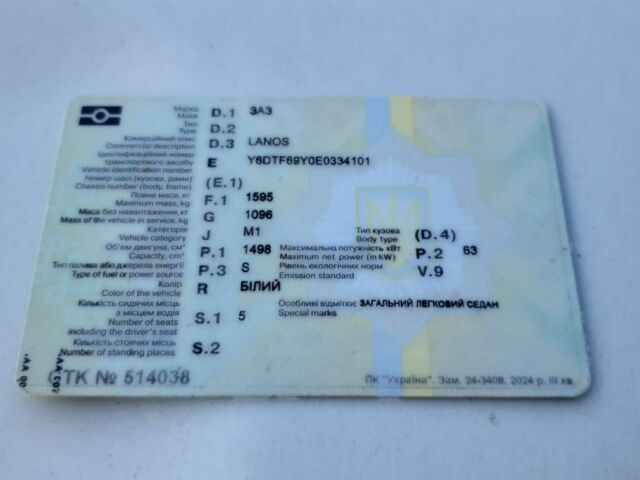 Марка D.1 ЗАЗ
Make
Тип D.2
Type
Комерційний опис D.3 LANOS
Commercial description
Ідентифікаційний номер
транспортного засобу E Y6DTF69Y0E0334101
Vehicle identification number
Номер шасі (кузова, рами) (E.1)
Chassis number (body, frame)
Повна маса, кг F.1 1595
Maximum mass, kg
Маса без навантаження, кг G 1096
Mass of the vehicle in service, kg
Категорія J M1 Тип кузова (D.4)
Vehicle category Body type
Об'єм двигуна, см³ P.1 1498 Максимальна потужність кВт P.2 63
Capacity, cm³ Maximum net power (in kW)
Тип палива або джерела енергії P.3 S Рівень екологічних норм V.9
Type of fuel or power source Emission standard
Колір R БІЛИЙ
Color of the vehicle
Кількість сидячих місць Особливі відмітки: ЗАГАЛЬНИЙ ЛЕГКОВИЙ СЕДАН
з місцем водія S.1 5 Special marks
Number of seats
including the driver's seat
Кількість стоячих місць S.2
Number of standing places
СТК № 514038
ПК "Україна". Зам. 24-3408. 2024 р. III кв.